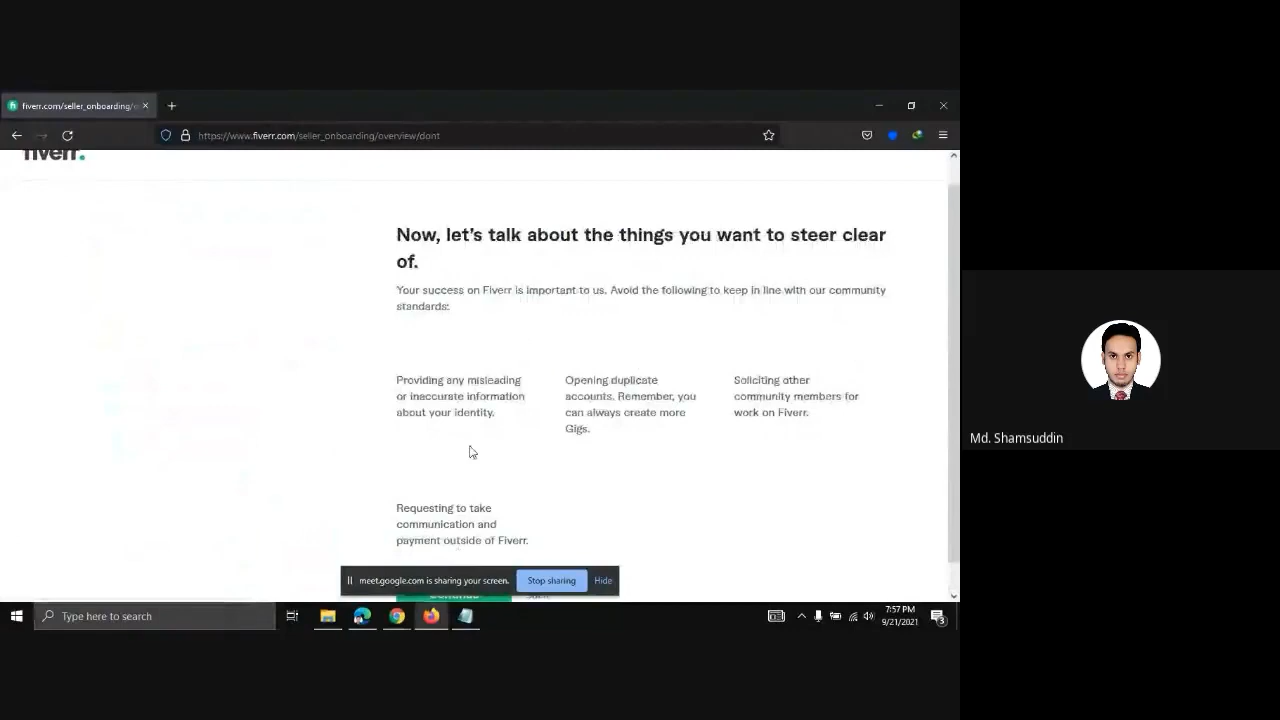 fiverr.com/seller_onboarding/o
https://www.fiverr.com/seller_onboarding/overview/dont
fiverr.
Now, let's talk about the things you want to steer clear
of.
Your success on Fiverr is important to us. Avoid the following to keep in line with our community
standards:
Providing any misleading
or inaccurate information
about your identity.
Opening duplicate
accounts. Remember, you
can always create more
Gigs.
Soliciting other
community members for
work on Fiverr.
Requesting to take
communication and
payment outside of Fiverr.
meet.google.com is sharing your screen.
Stop sharing
Hide
Continue
Type here to search
7:57 PM
9/21/2021
3
Md. Shamsuddin